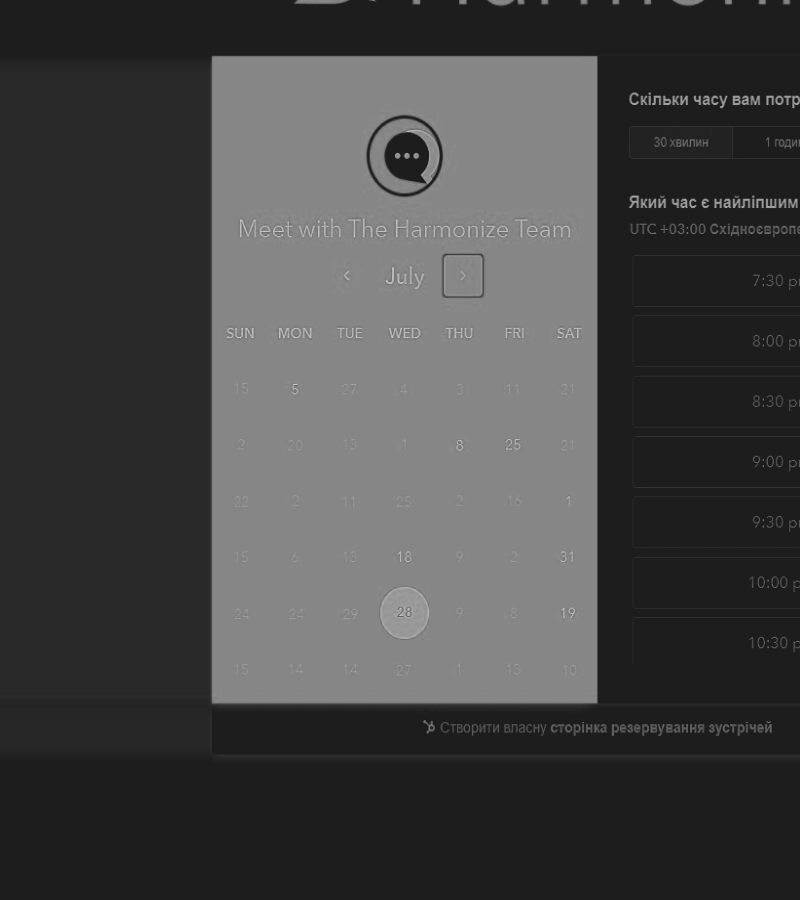 Harmoni
Meet with The Harmonize Team
< July >
SUN MON TUE WED THU FRI SAT
15 5 27 4 3 11 21
2 20 13 1 8 25 21
22 2 11 25 2 16 1
15 6 13 18 9 2 31
24 24 29 28 9 8 19
15 14 14 27 1 13 10
Скільки часу вам потр
30 хвилин 1 годи
Який час є найліпшим
UTC +03:00 Східноєвропе
7:30 p
8:00 p
8:30 p
9:00 p
9:30 p
10:00 p
10:30 p
Створити власну сторінка резервування зустрічей